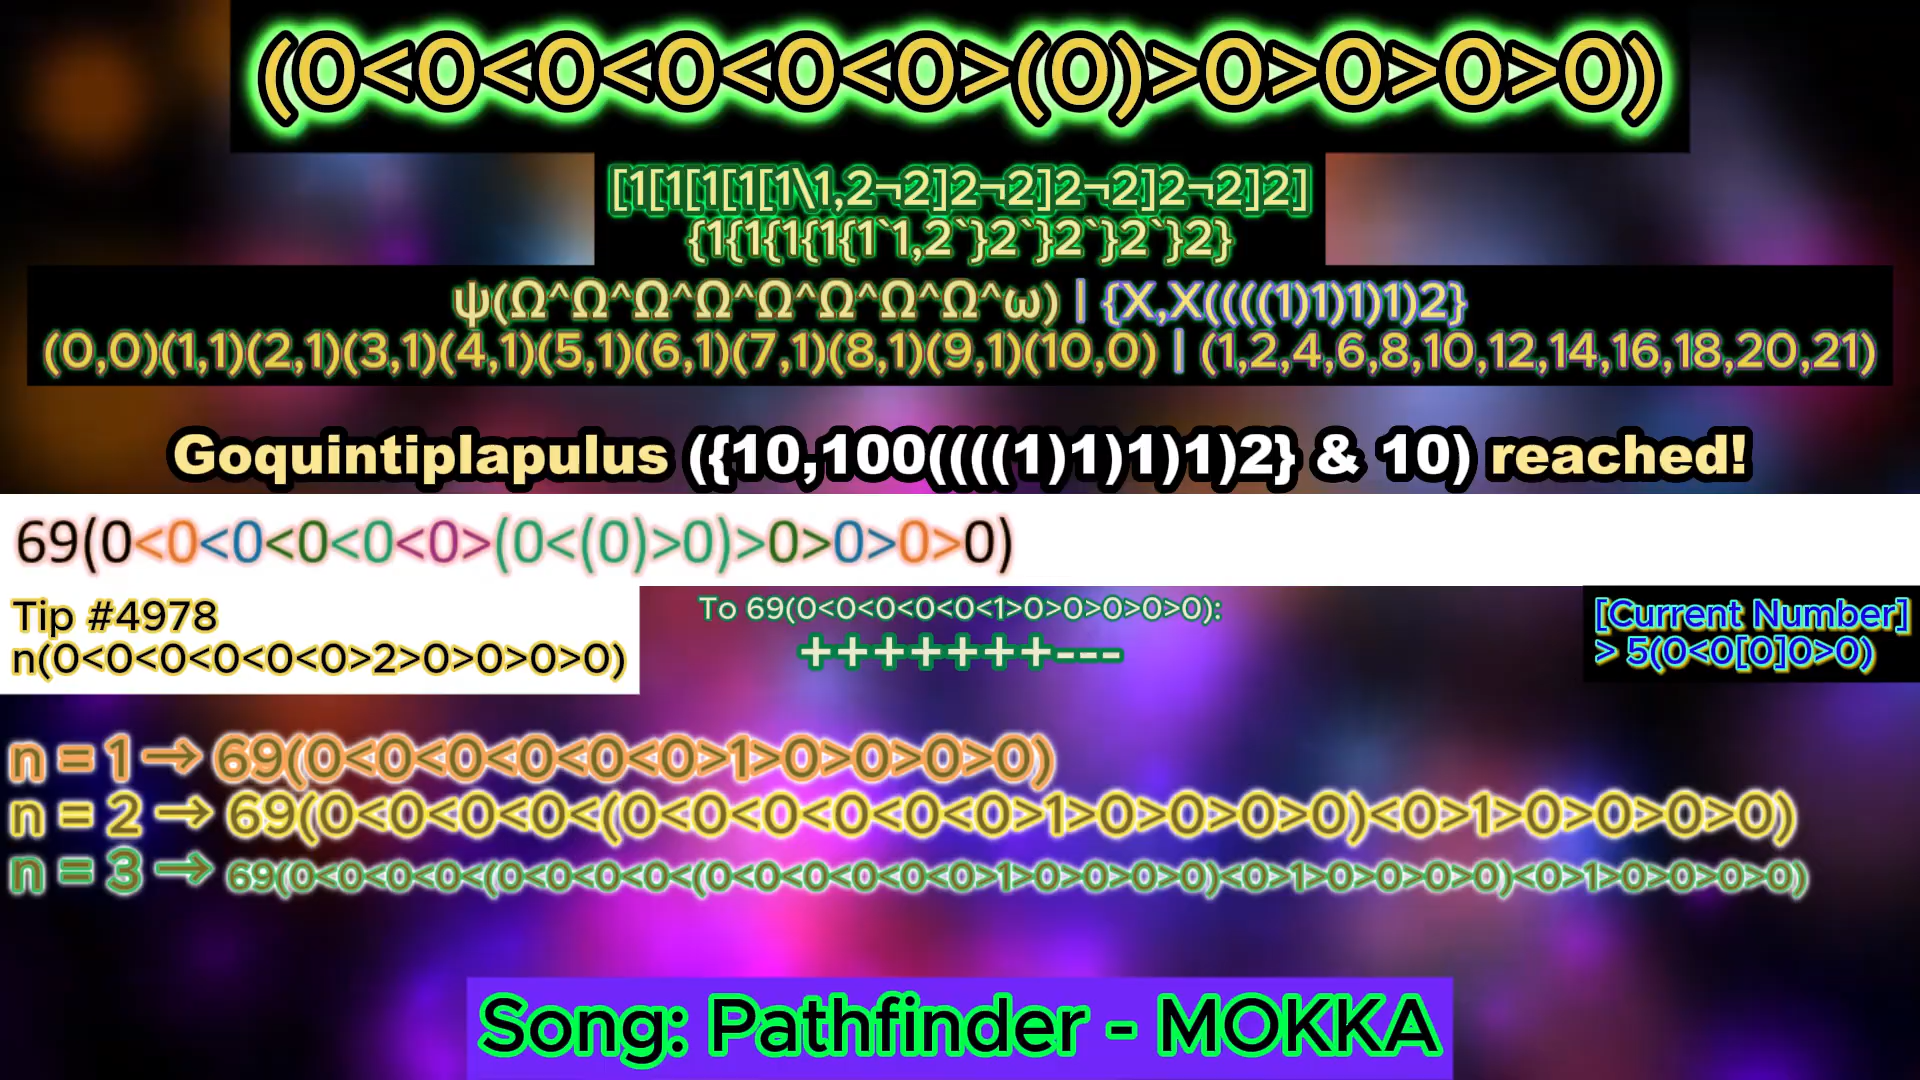 (0<0<0<0<0<0>(0)>0>0>0>0)
[1[1[1[1[1\1,2¬2]2¬2]2¬2]2¬2]2]
{1{1{1{1{1`1,2`}2`}2`}2`}2}
ψ(Ω^Ω^Ω^Ω^Ω^Ω^Ω^Ω^ω) | {X,X((((1)1)1)1)2}
(0,0)(1,1)(2,1)(3,1)(4,1)(5,1)(6,1)(7,1)(8,1)(9,1)(10,0) | (1,2,4,6,8,10,12,14,16,18,20,21)
Goquintiplapulus ({10,100((((1)1)1)1)2} & 10) reached!
69(0<0<0<0<0<0>(0<(0)>0)>0>0>0>0)
Tip #4978
n(0<0<0<0<0<0>2>0>0>0>0)
To 69(0<0<0<0<0<1>0>0>0>0>0):
+++++++---
[Current Number]
> 5(0<0[0]0>0)
n = 1 → 69(0<0<0<0<0<0>1>0>0>0>0)
n = 2 → 69(0<0<0<0<(0<0<0<0<0<0>1>0>0>0>0)<0>1>0>0>0>0)
n = 3 → 69(0<0<0<0<(0<0<0<0<(0<0<0<0<0<0>1>0>0>0>0)<0>1>0>0>0>0)<0>1>0>0>0>0)
Song: Pathfinder - MOKKA